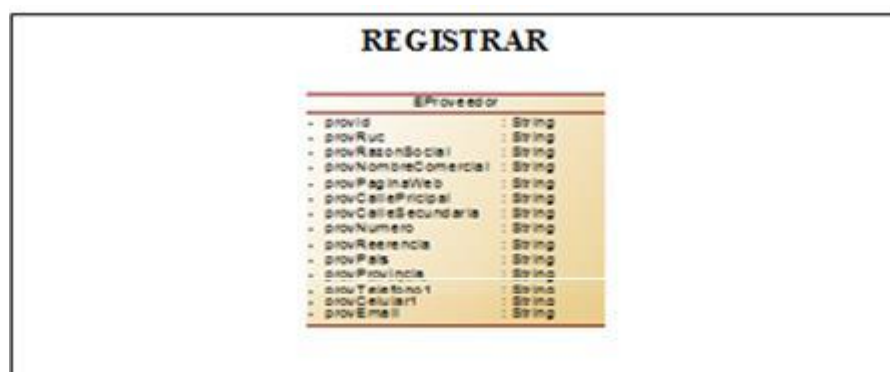 REGISTRAR
EProveedor
- provId : String
- provRuc : String
- provRazonSocial : String
- provNombreComercial : String
- provPaginaWeb : String
- provCallePricipal : String
- provCalleSecundaria : String
- provNumero : String
- provReerencia : String
- provPais : String
- provProvincia : String
- provTelefono1 : String
- provCelular1 : String
- provEmail : String